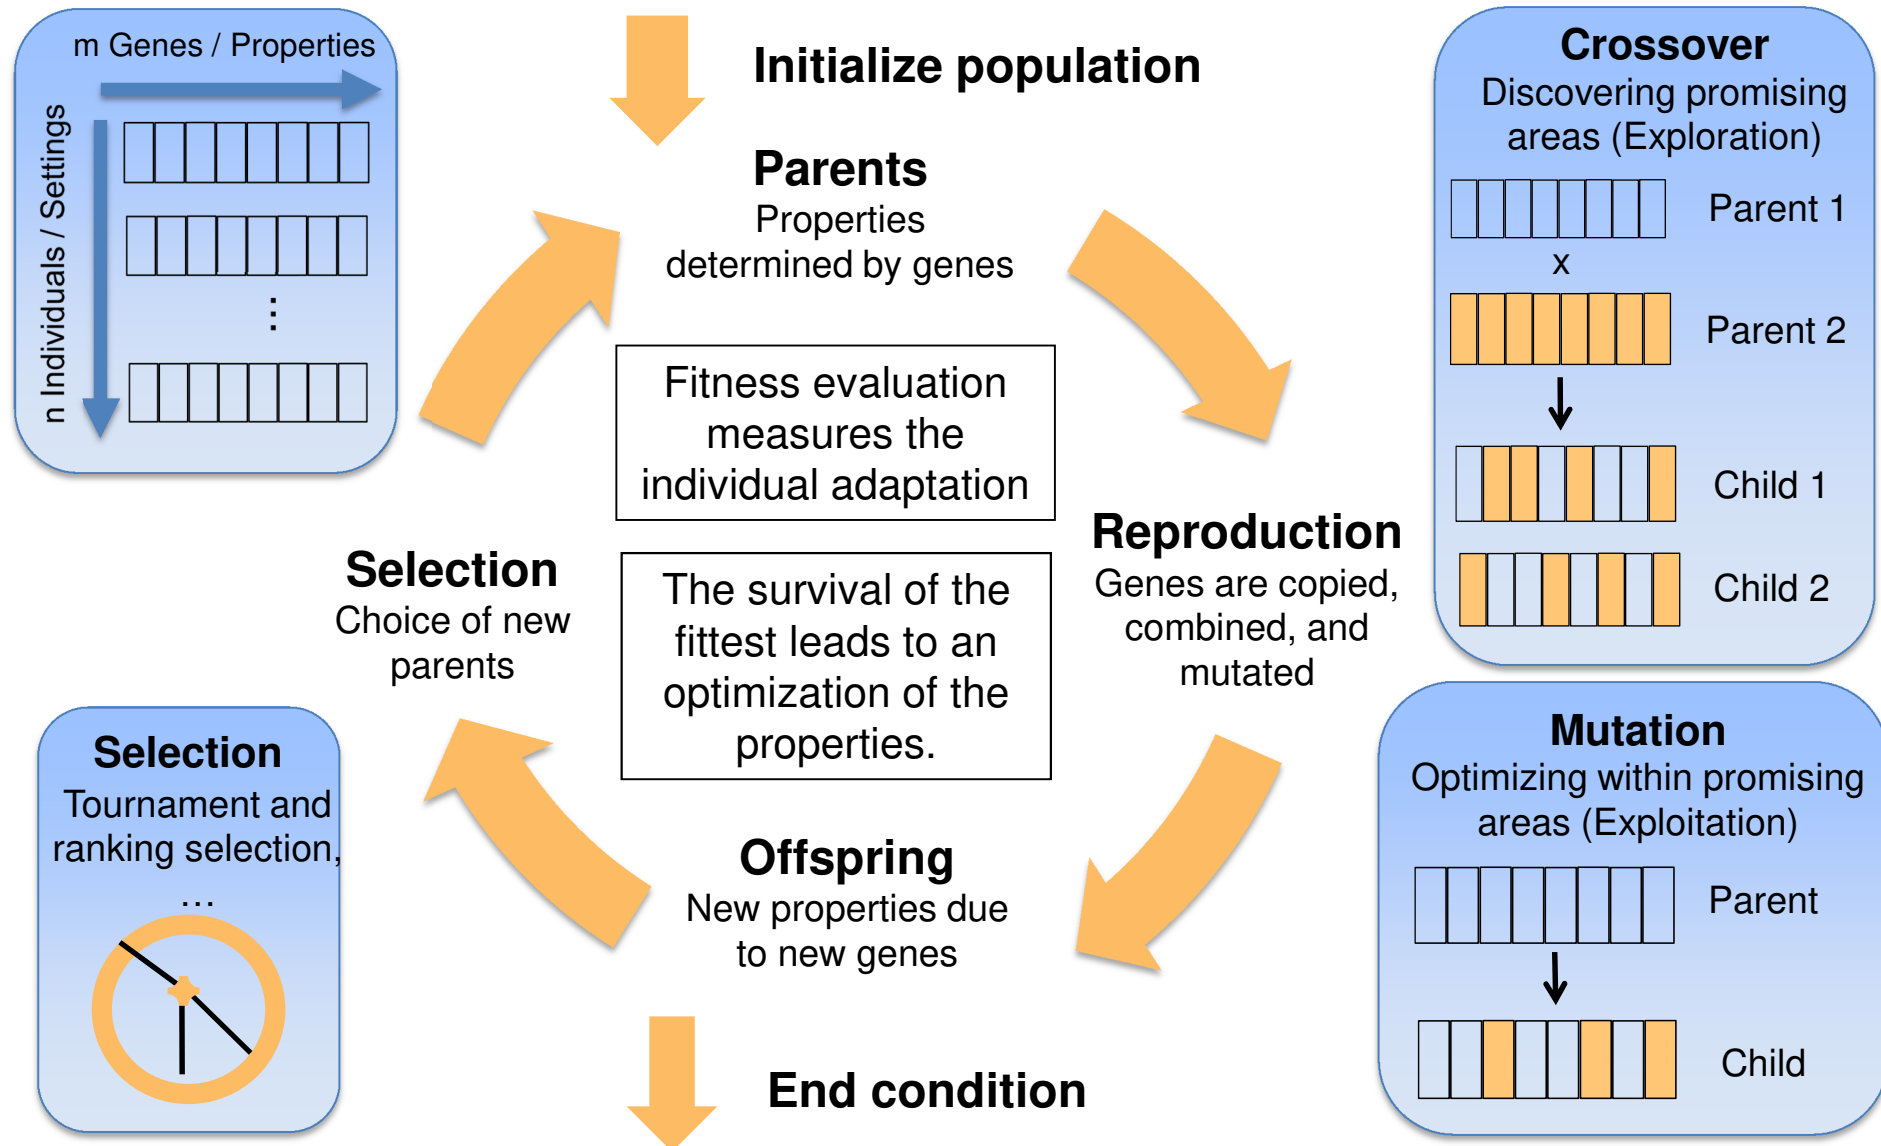 m Genes / Properties
n Individuals / Settings
⋮
Initialize population
Parents
Properties
determined by genes
Fitness evaluation
measures the
individual adaptation
The survival of the
fittest leads to an
optimization of the
properties.
Reproduction
Genes are copied,
combined, and
mutated
Offspring
New properties due
to new genes
Selection
Choice of new
parents
End condition
Selection
Tournament and
ranking selection,
...
Crossover
Discovering promising
areas (Exploration)
Parent 1
x
Parent 2
Child 1
Child 2
Mutation
Optimizing within promising
areas (Exploitation)
Parent
Child